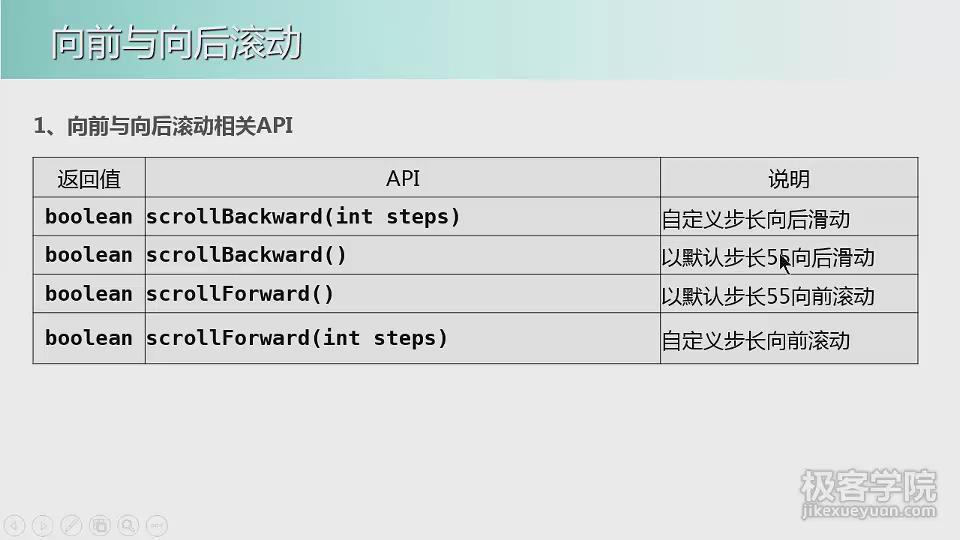 向前与向后滚动
1、向前与向后滚动相关API
返回值 API 说明
boolean scrollBackward(int steps) 自定义步长向后滑动
boolean scrollBackward() 以默认步长55向后滑动
boolean scrollForward() 以默认步长55向前滚动
boolean scrollForward(int steps) 自定义步长向前滚动
极客学院
jikexueyuan.com